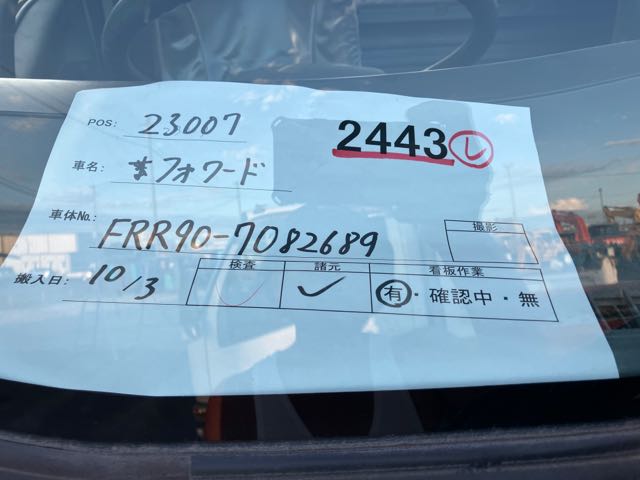 POS: 23007
2443 レ
車名: キフォワード
車体No.: FRR90-7082689
撮影
搬入日: 10/3
検査 諸元 看板作業
有・確認中・無